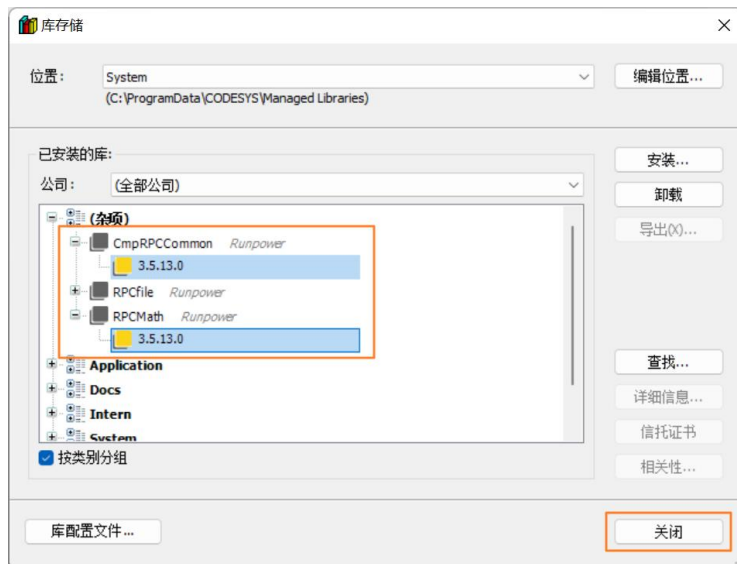 库存储
位置: System 编辑位置...
(C:\ProgramData\CODESYS\Managed Libraries)
已安装的库: 安装...
公司: (全部公司) 卸载
(杂项) 导出(X)...
CmpRPCCommon Runpower
3.5.13.0
RPCfile Runpower
RPCMath Runpower
3.5.13.0
Application 查找...
Docs 详细信息...
Intern 信托证书
System
按类别分组 相关性...
库配置文件... 关闭